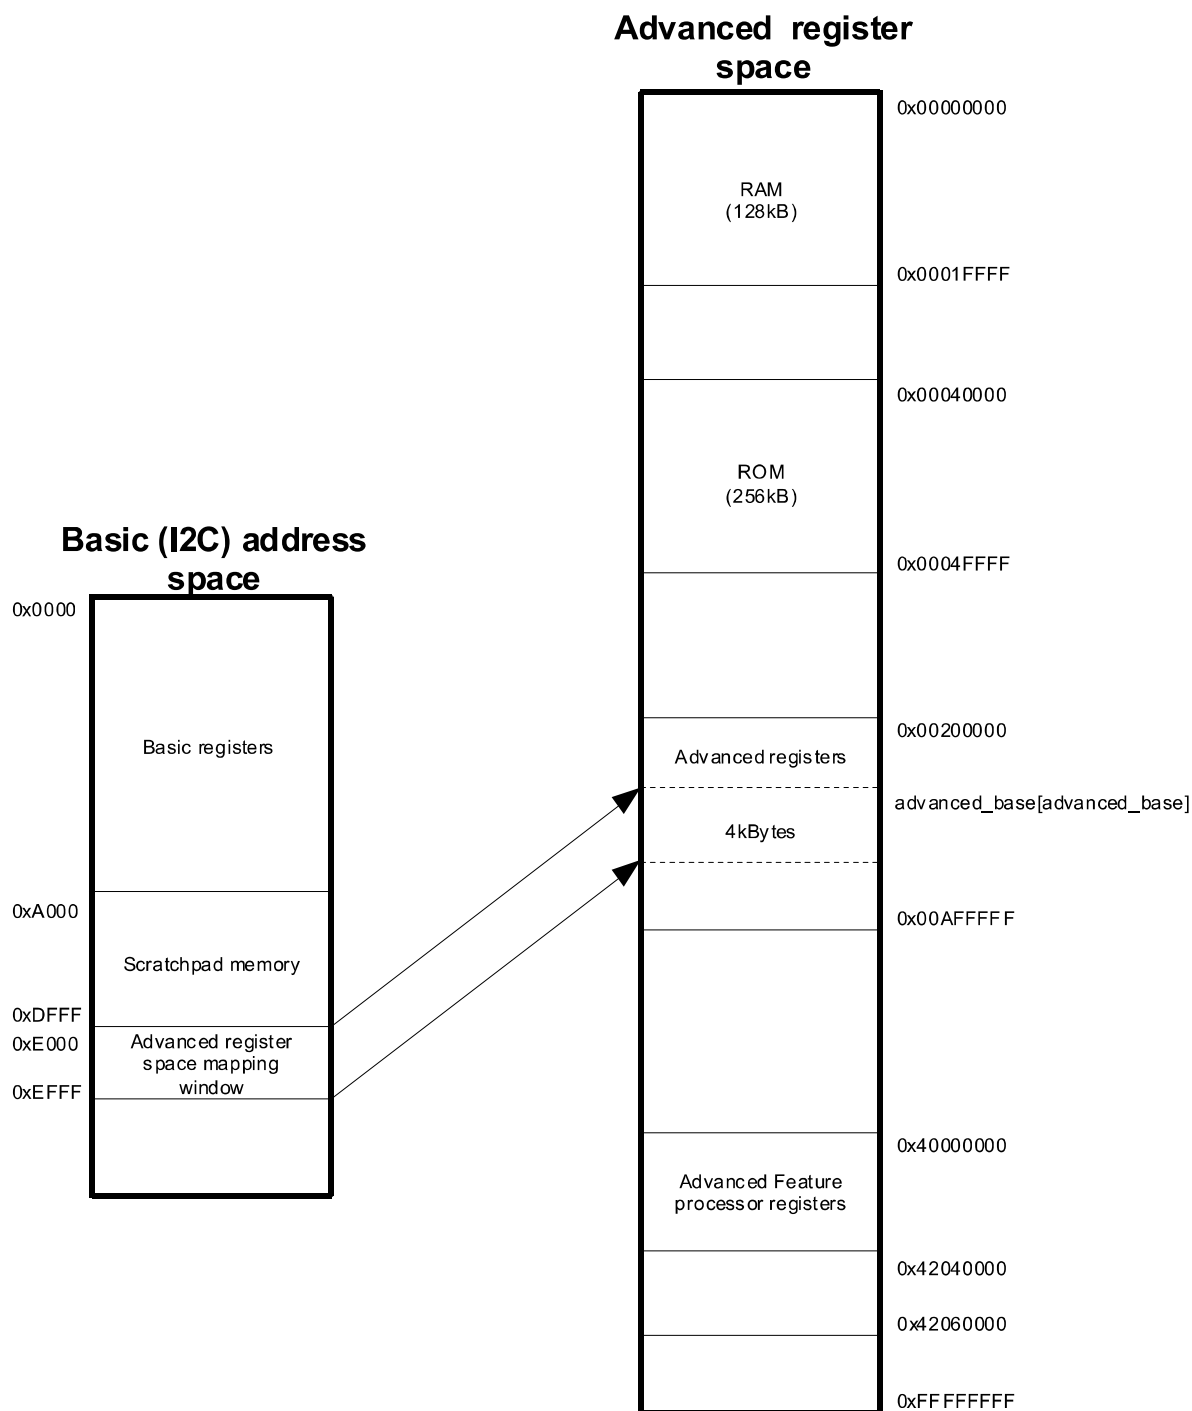 Advanced register
space
0x00000000
RAM
(128kB)
0x0001FFFF
0x00040000
ROM
(256kB)
0x0004FFFF
0x00200000
Advanced registers
advanced_base[advanced_base]
4kBytes
0x00AFFFFF
0x40000000
Advanced Feature
processor registers
0x42040000
0x42060000
0xFFFFFFFF
Basic (I2C) address
space
0x0000
Basic registers
0xA000
Scratchpad memory
0xDFFF
0xE000
Advanced register
space mapping
window
0xEFFF